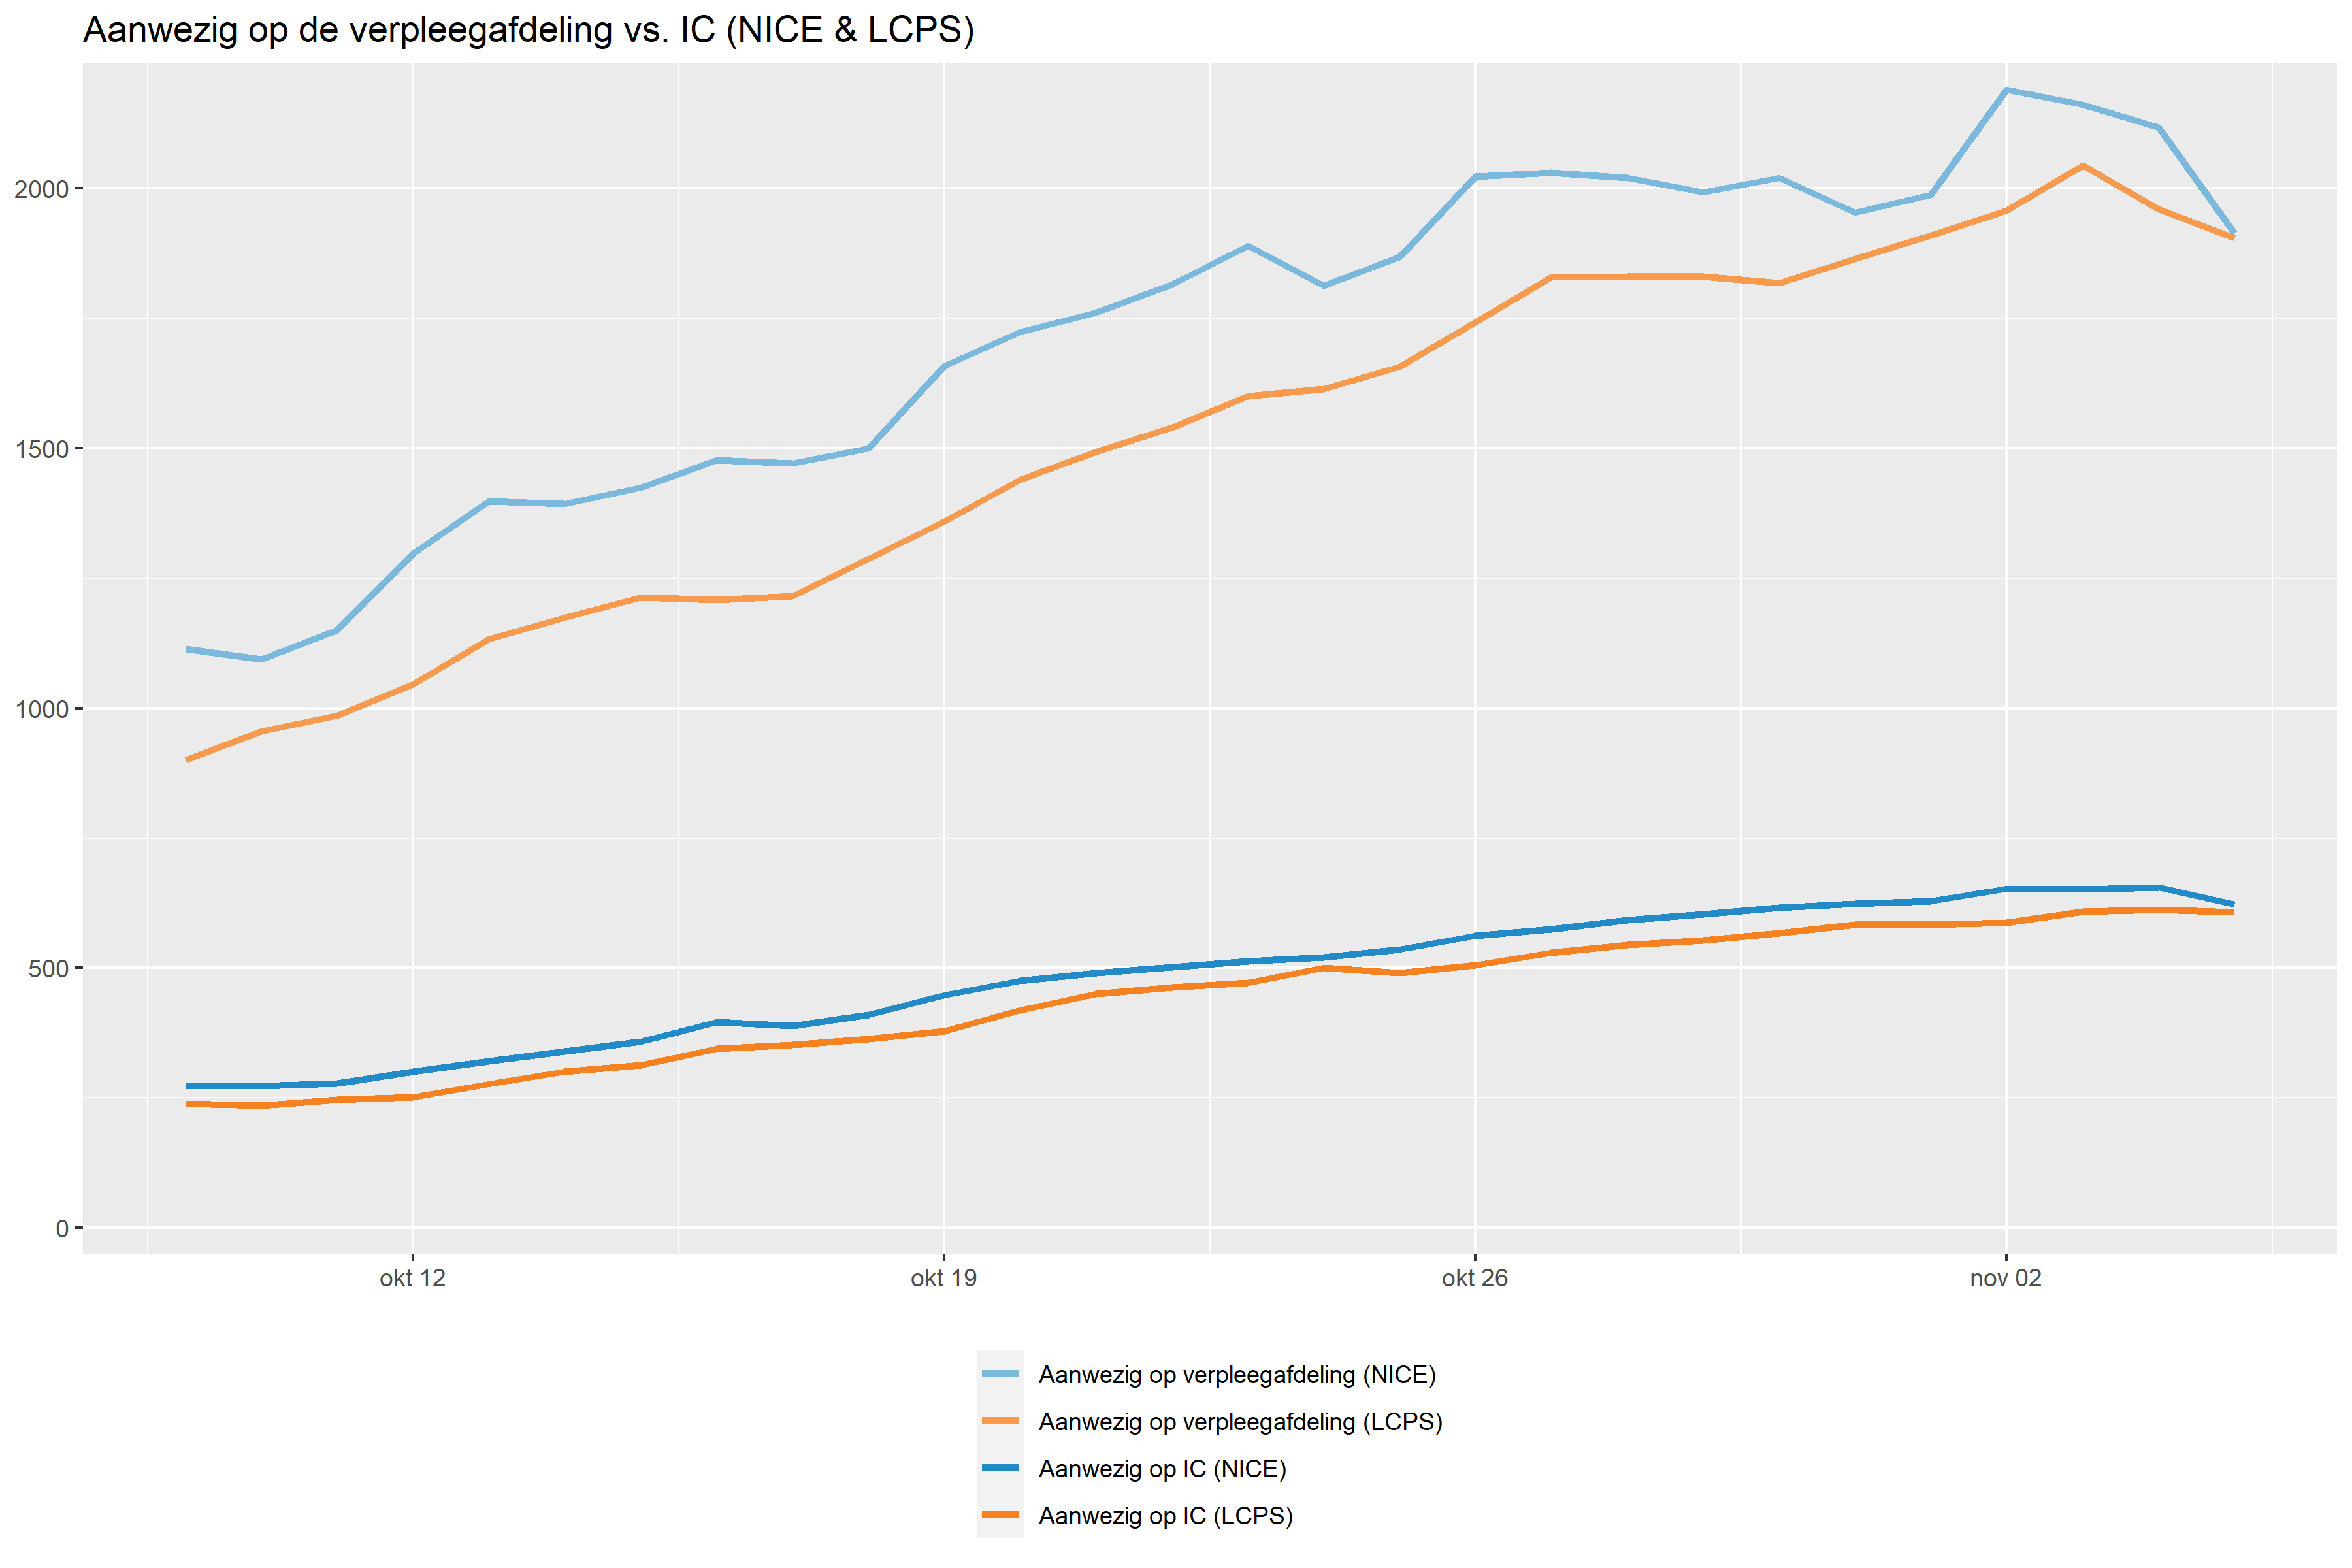 Aanwezig op de verpleegafdeling vs. IC (NICE & LCPS)
2000
1500
1000
500
0
okt 12 okt 19 okt 26 nov 02
Aanwezig op verpleegafdeling (NICE)
Aanwezig op verpleegafdeling (LCPS)
Aanwezig op IC (NICE)
Aanwezig op IC (LCPS)